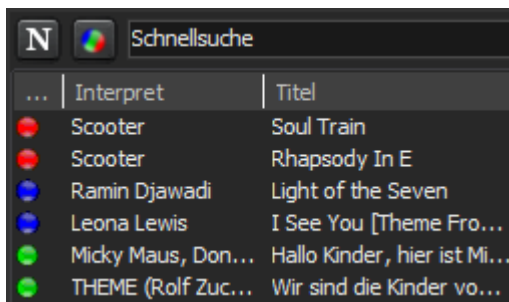 N Schnellsuche
... Interpret Titel
Scooter Soul Train
Scooter Rhapsody In E
Ramin Djawadi Light of the Seven
Leona Lewis I See You [Theme Fro...
Micky Maus, Don... Hallo Kinder, hier ist Mi...
THEME (Rolf Zuc... Wir sind die Kinder vo...